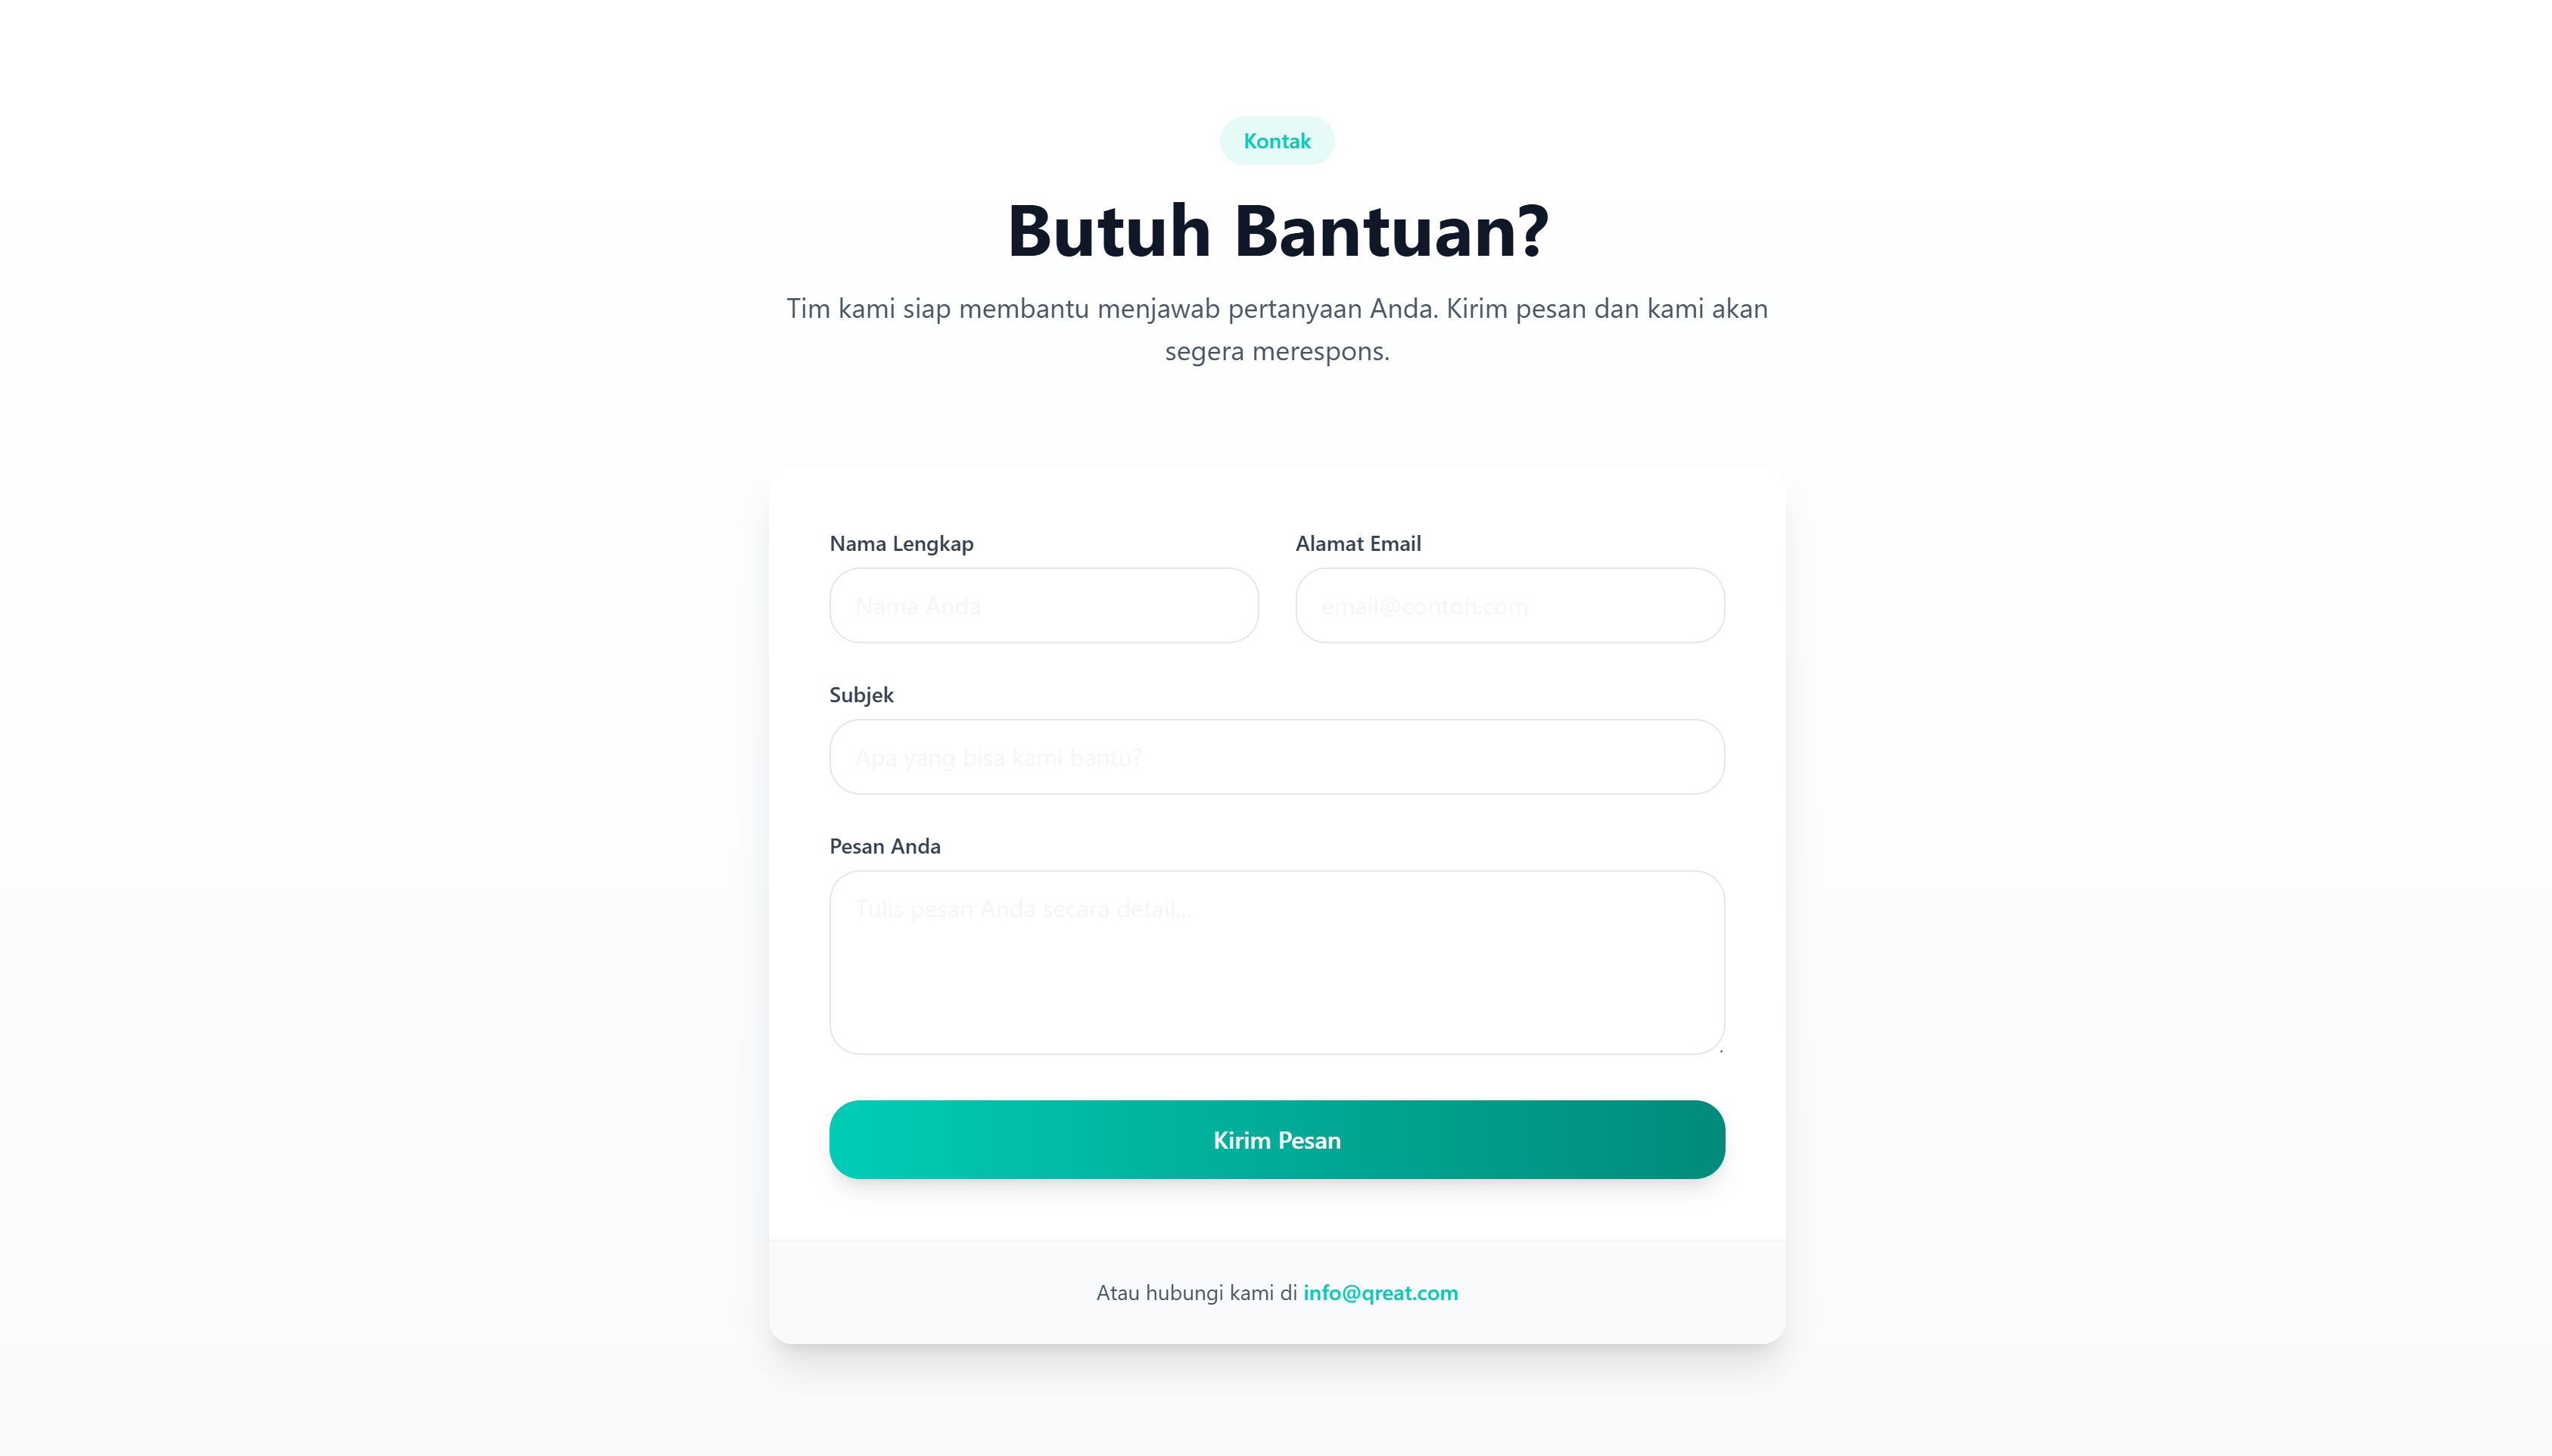 Kontak
Butuh Bantuan?
Tim kami siap membantu menjawab pertanyaan Anda. Kirim pesan dan kami akan
segera merespons.
Nama Lengkap
Alamat Email
Nama Anda
email@contoh.com
Subjek
Apa yang bisa kami bantu?
Pesan Anda
Tulis pesan Anda secara detail...
Kirim Pesan
Atau hubungi kami di info@qreat.com